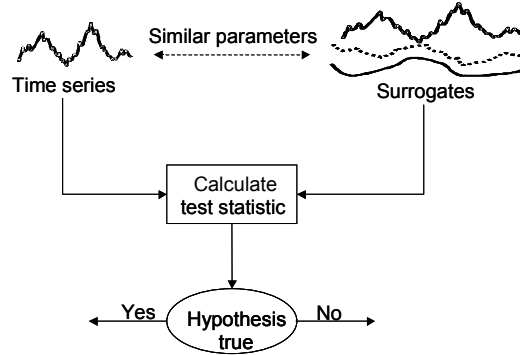 Similar parameters
Time series
Surrogates
Calculate
test statistic
Yes
No
Hypothesis
true